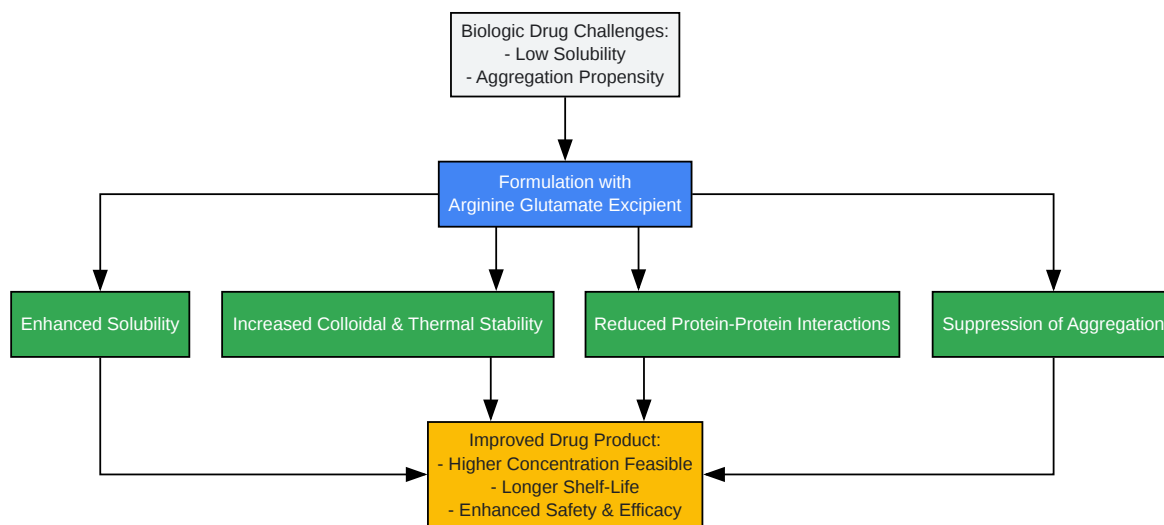 Biologic Drug Challenges:
- Low Solubility
- Aggregation Propensity
Formulation with
Arginine Glutamate Excipient
Enhanced Solubility
Increased Colloidal & Thermal Stability
Reduced Protein-Protein Interactions
Suppression of Aggregation
Improved Drug Product:
- Higher Concentration Feasible
- Longer Shelf-Life
- Enhanced Safety & Efficacy